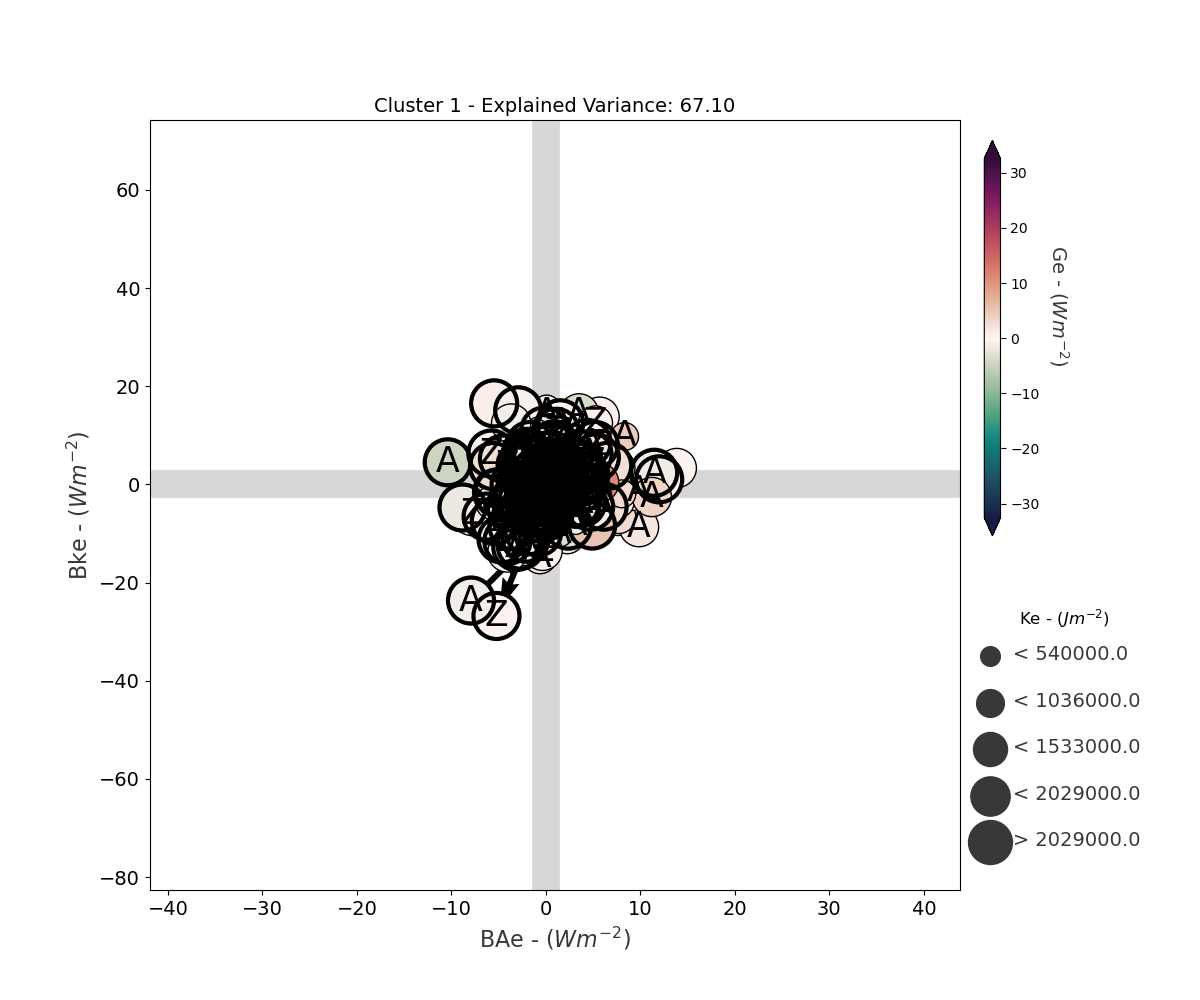 Cluster 1 - Explained Variance: 67.10
60
40
20
0
−20
−40
−60
−80
Bke - (Wm⁻²)
−40 −30 −20 −10 0 10 20 30 40
BAe - (Wm⁻²)
A
A
A
Z
A
Z
A
A
A
A
A
Z
30
20
10
0
−10
−20
−30
Ge - (Wm⁻²)
Ke - (Jm⁻²)
< 540000.0
< 1036000.0
< 1533000.0
< 2029000.0
> 2029000.0